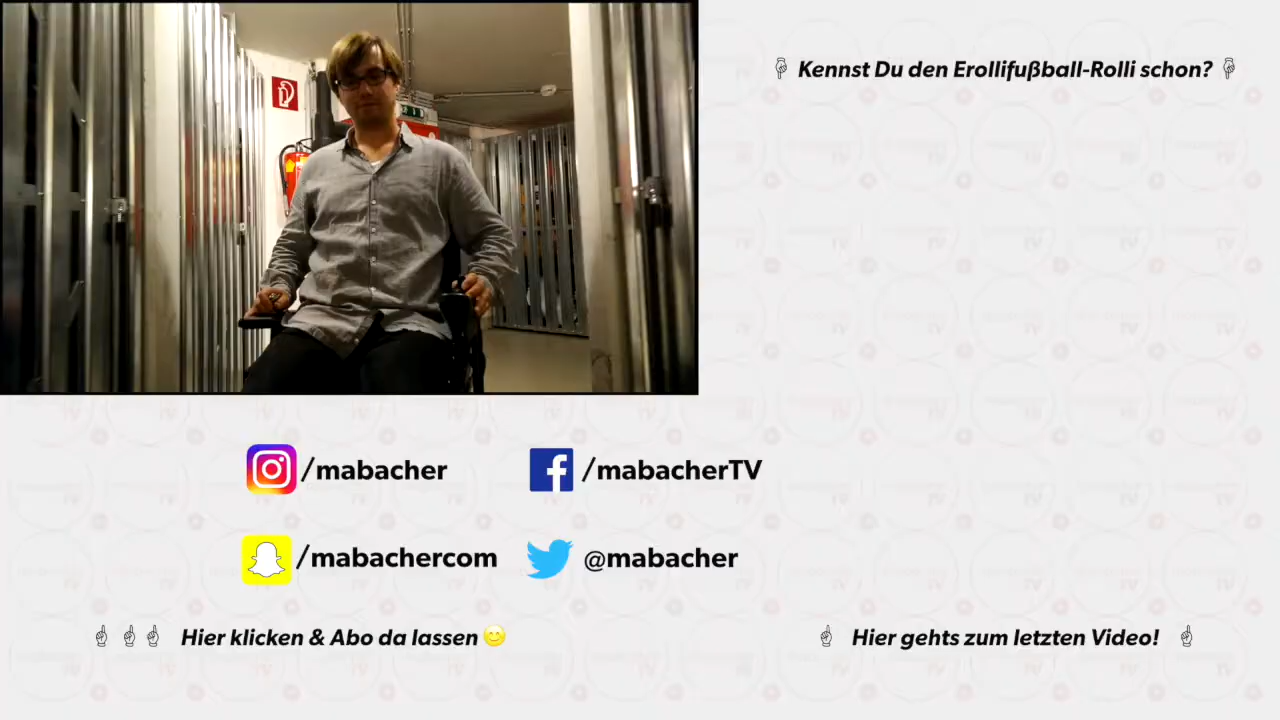 Kennst Du den Erollifußball-Rolli schon?
/mabacher
/mabacherTV
/mabachercom
@mabacher
Hier klicken & Abo da lassen 😊
Hier gehts zum letzten Video!